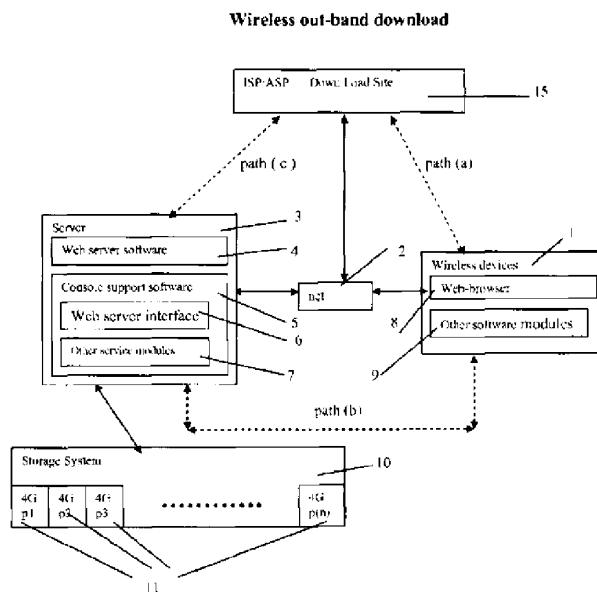 Wireless out-band download
ISP/ASP Down Load Site
15
path ( c )
path (a)
Server
3
Web server software
4
2
1
Wireless devices
Console support software
5
net
Web-browser
8
Web server interface
6
Other software modules
9
Other service modules
7
path (b)
Storage System
10
4G
p1
4G
p2
4G
p3
4G
p(n)
11